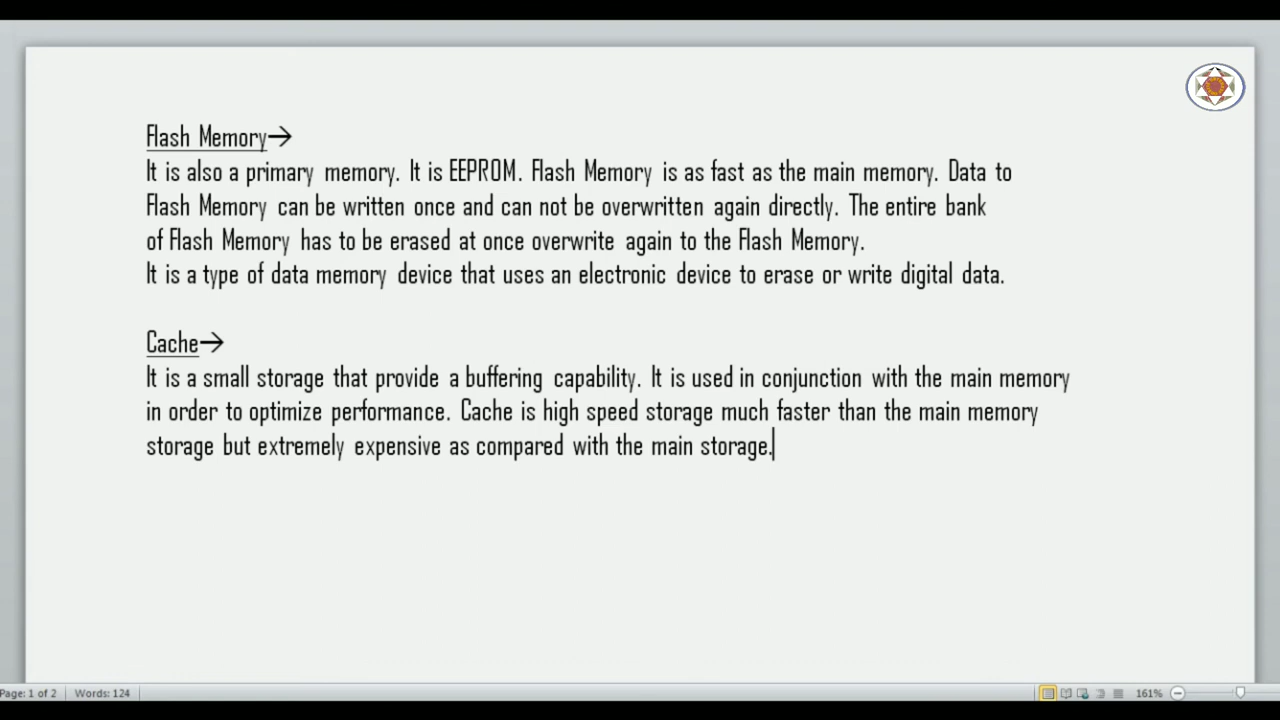 Flash Memory→
It is also a primary memory. It is EEPROM. Flash Memory is as fast as the main memory. Data to
Flash Memory can be written once and can not be overwritten again directly. The entire bank
of Flash Memory has to be erased at once overwrite again to the Flash Memory.
It is a type of data memory device that uses an electronic device to erase or write digital data.
Cache→
It is a small storage that provide a buffering capability. It is used in conjunction with the main memory
in order to optimize performance. Cache is high speed storage much faster than the main memory
storage but extremely expensive as compared with the main storage.
Page: 1 of 2 Words: 124 161%